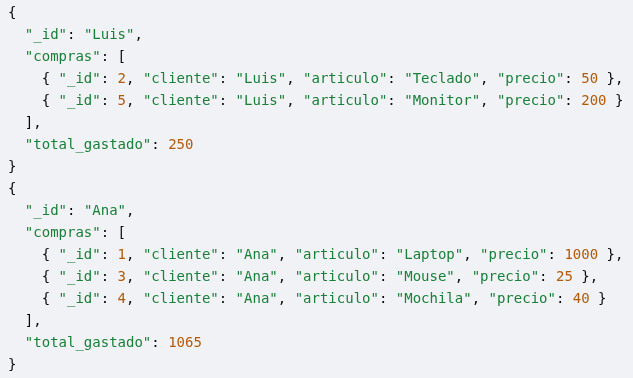 {
  "_id": "Luis",
  "compras": [
    { "_id": 2, "cliente": "Luis", "articulo": "Teclado", "precio": 50 },
    { "_id": 5, "cliente": "Luis", "articulo": "Monitor", "precio": 200 }
  ],
  "total_gastado": 250
}
{
  "_id": "Ana",
  "compras": [
    { "_id": 1, "cliente": "Ana", "articulo": "Laptop", "precio": 1000 },
    { "_id": 3, "cliente": "Ana", "articulo": "Mouse", "precio": 25 },
    { "_id": 4, "cliente": "Ana", "articulo": "Mochila", "precio": 40 }
  ],
  "total_gastado": 1065
}